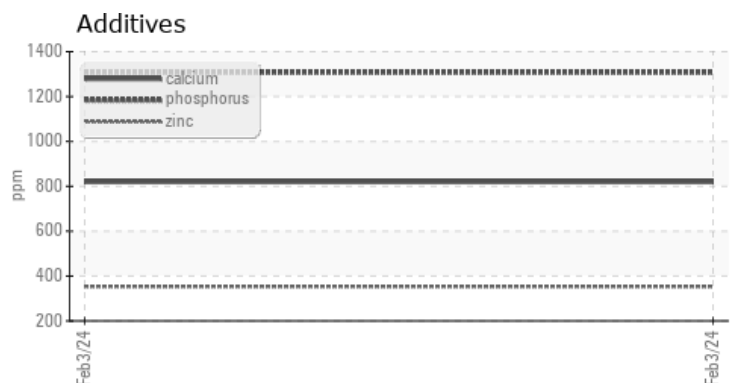 Additives
1400
1200
1000
800
600
400
200
ppm
calcium
phosphorus
zinc
Feb3/24
Feb3/24